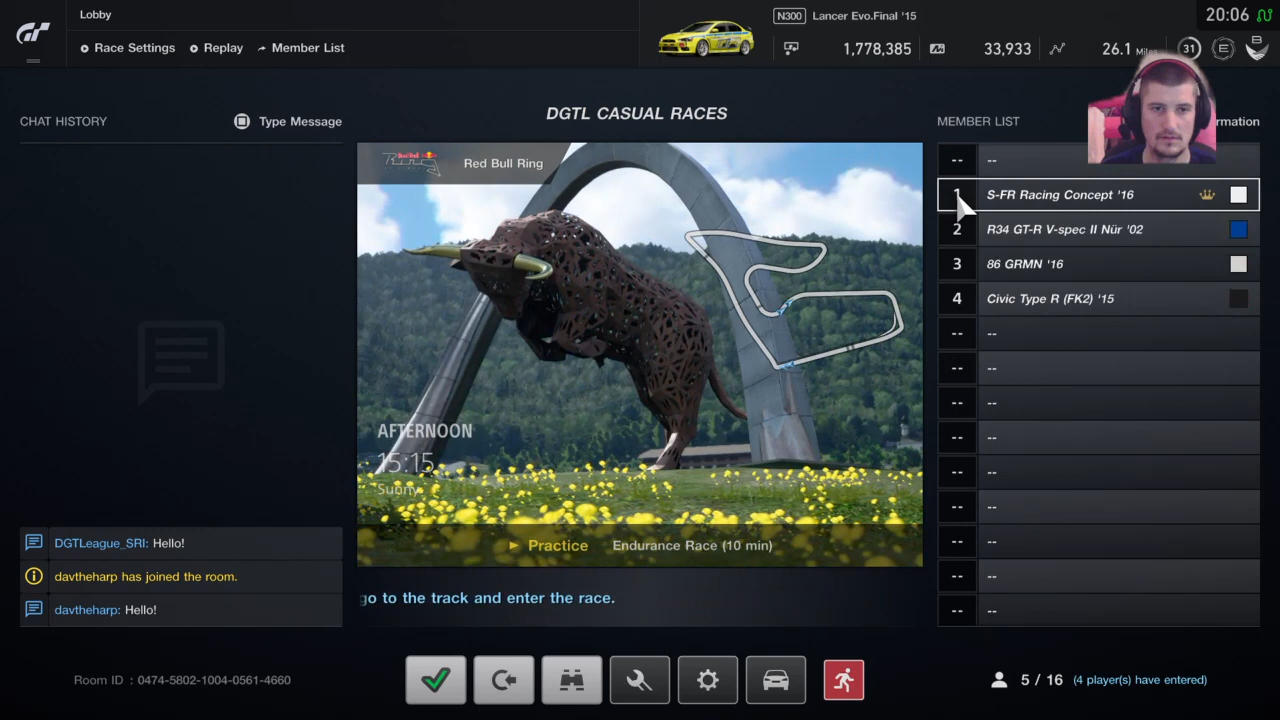 Lobby
Race Settings Replay Member List
N300 Lancer Evo.Final '15
1,778,385 33,933 26.1 Miles 31 E B
20:06
CHAT HISTORY
Type Message
DGTL CASUAL RACES
MEMBER LIST
rmation
Red Bull Ring
-- --
1 S-FR Racing Concept '16
2 R34 GT-R V-spec II Nür '02
3 86 GRMN '16
4 Civic Type R (FK2) '15
-- --
-- --
-- --
-- --
-- --
-- --
-- --
-- --
-- --
AFTERNOON
15:15
Sunny
Practice Endurance Race (10 min)
DGTLeague_SRI: Hello!
davtheharp has joined the room.
davtheharp: Hello!
go to the track and enter the race.
Room ID : 0474-5802-1004-0561-4660
5 / 16 (4 player(s) have entered)